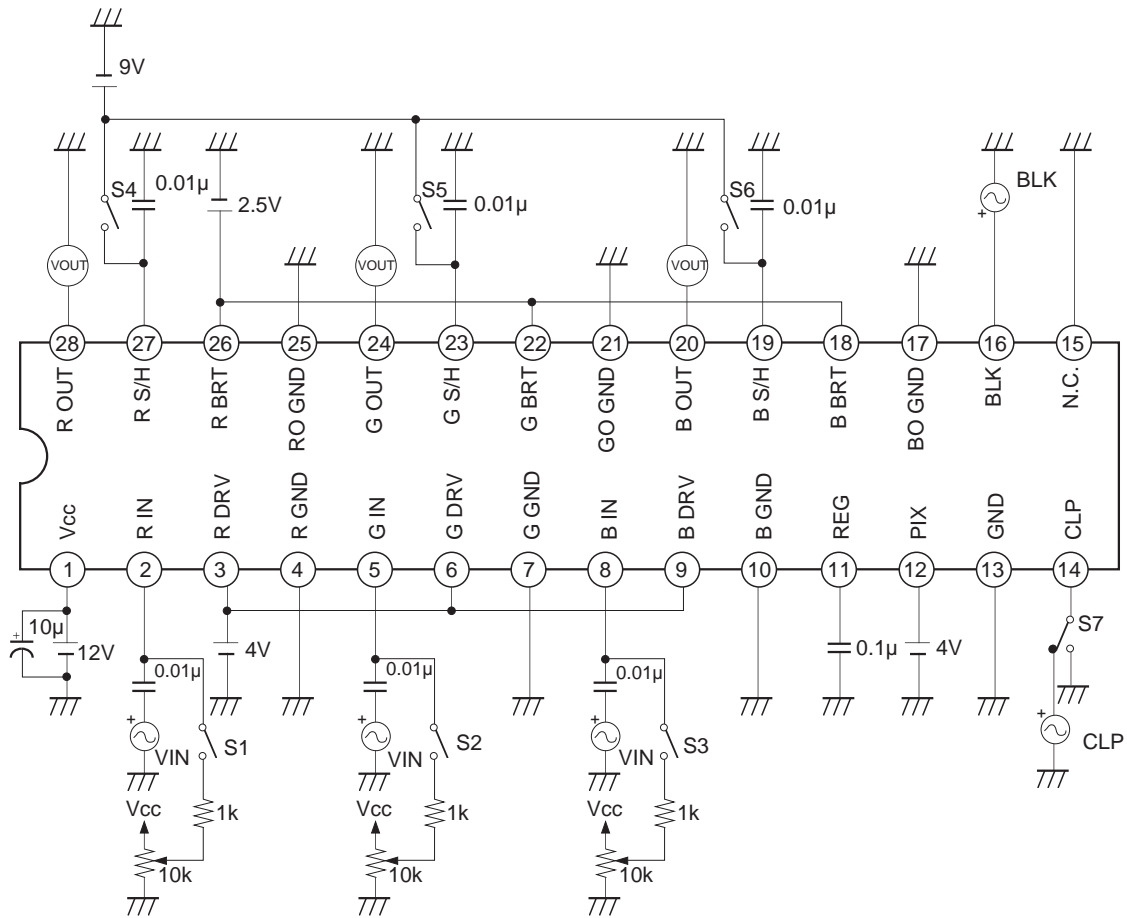 9V
S4
0.01µ
2.5V
S5
0.01µ
S6
0.01µ
BLK
+
VOUT
VOUT
VOUT
28
27
26
25
24
23
22
21
20
19
18
17
16
15
R OUT
R S/H
R BRT
RO GND
G OUT
G S/H
G BRT
GO GND
B OUT
B S/H
B BRT
BO GND
BLK
N.C.
Vcc
R IN
R DRV
R GND
G IN
G DRV
G GND
B IN
B DRV
B GND
REG
PIX
GND
CLP
1
2
3
4
5
6
7
8
9
10
11
12
13
14
+
10µ
12V
0.01µ
4V
0.01µ
0.01µ
0.1µ
4V
S7
+
VIN
S1
+
VIN
S2
+
VIN
S3
+
CLP
Vcc
1k
Vcc
1k
Vcc
1k
10k
10k
10k